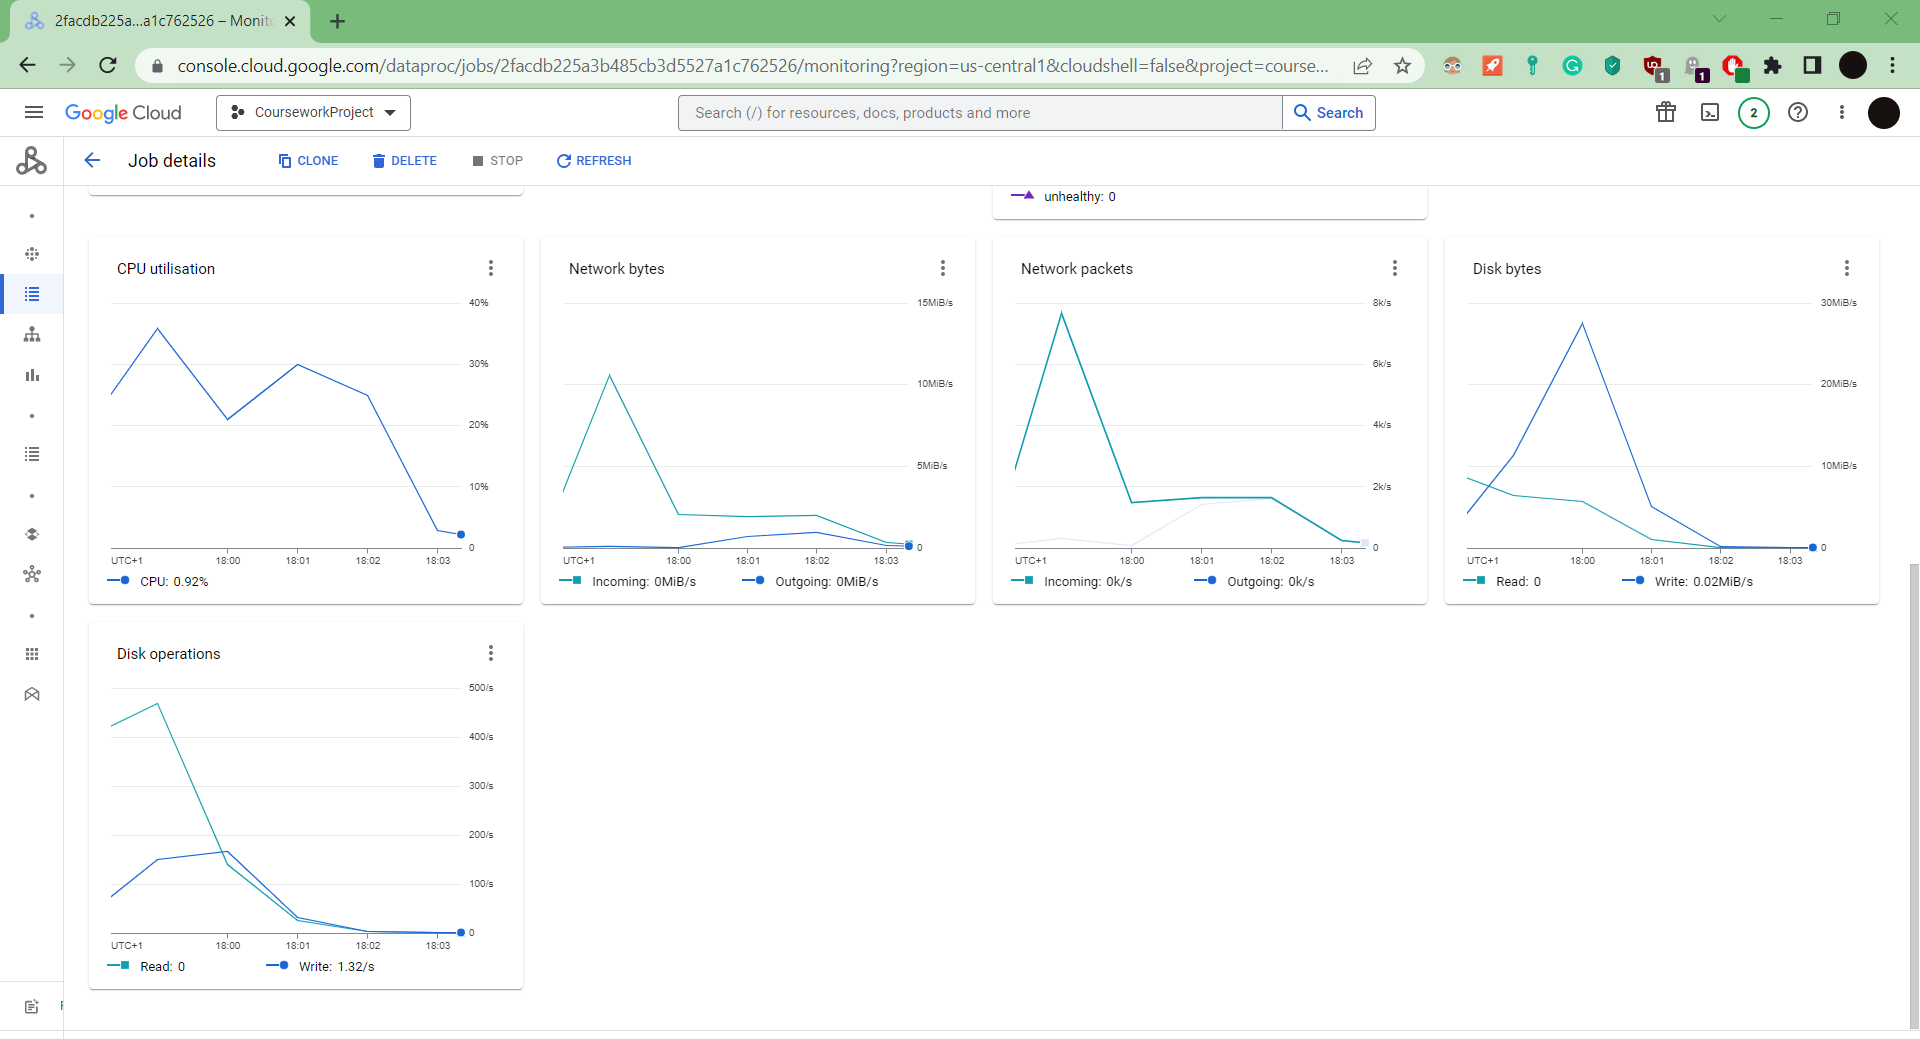 2facdb225a...a1c762526 – Monit
console.cloud.google.com/dataproc/jobs/2facdb225a3b485cb3d5527a1c762526/monitoring?region=us-central1&cloudshell=false&project=course...
1
1
Google Cloud
CourseworkProject
Search (/) for resources, docs, products and more
Search
2
Job details
CLONE
DELETE
STOP
REFRESH
unhealthy: 0
CPU utilisation
40%
30%
20%
10%
0
UTC+1 18:00 18:01 18:02 18:03
CPU: 0.92%
Network bytes
15MiB/s
10MiB/s
5MiB/s
0
UTC+1 18:00 18:01 18:02 18:03
Incoming: 0MiB/s Outgoing: 0MiB/s
Network packets
8k/s
6k/s
4k/s
2k/s
0
UTC+1 18:00 18:01 18:02 18:03
Incoming: 0k/s Outgoing: 0k/s
Disk bytes
30MiB/s
20MiB/s
10MiB/s
0
UTC+1 18:00 18:01 18:02 18:03
Read: 0 Write: 0.02MiB/s
Disk operations
500/s
400/s
300/s
200/s
100/s
0
UTC+1 18:00 18:01 18:02 18:03
Read: 0 Write: 1.32/s